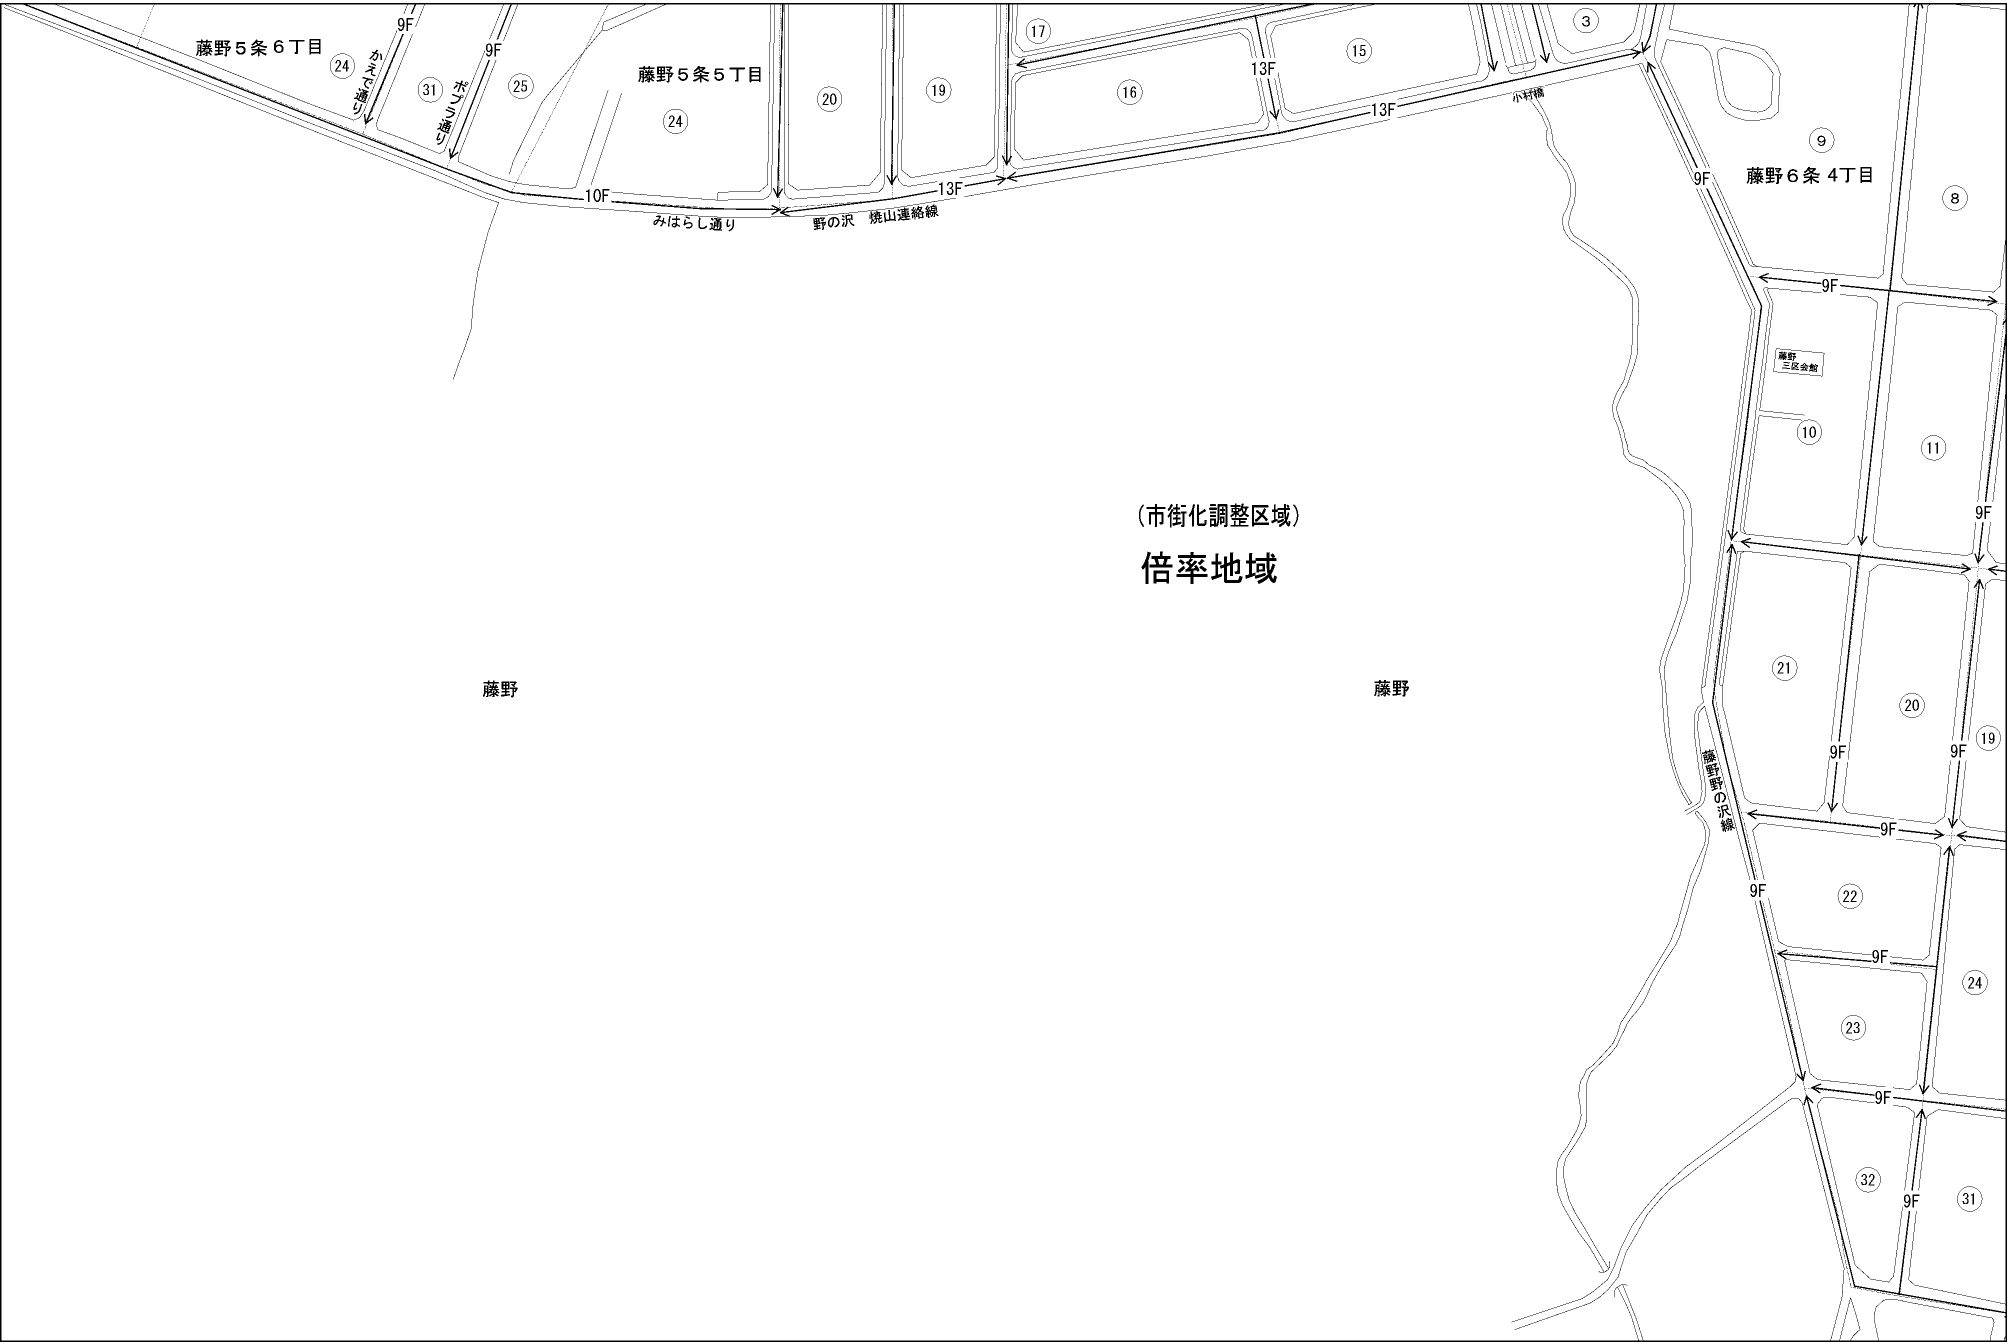 9F
藤野５条６丁目
24
かえで通り
31
9F
ポプラ通り
25
藤野５条５丁目
24
20
19
17
16
13F
15
3
13F
小村橋
9
藤野６条 4丁目
9F
8
10F
みはらし通り
13F
野の沢　焼山連絡線
9F
藤野
三区会館
10
11
9F
（市街化調整区域）
倍率地域
藤野
藤野
21
20
19
9F
9F
藤野野の沢線
9F
9F
22
9F
24
23
9F
32
9F
31